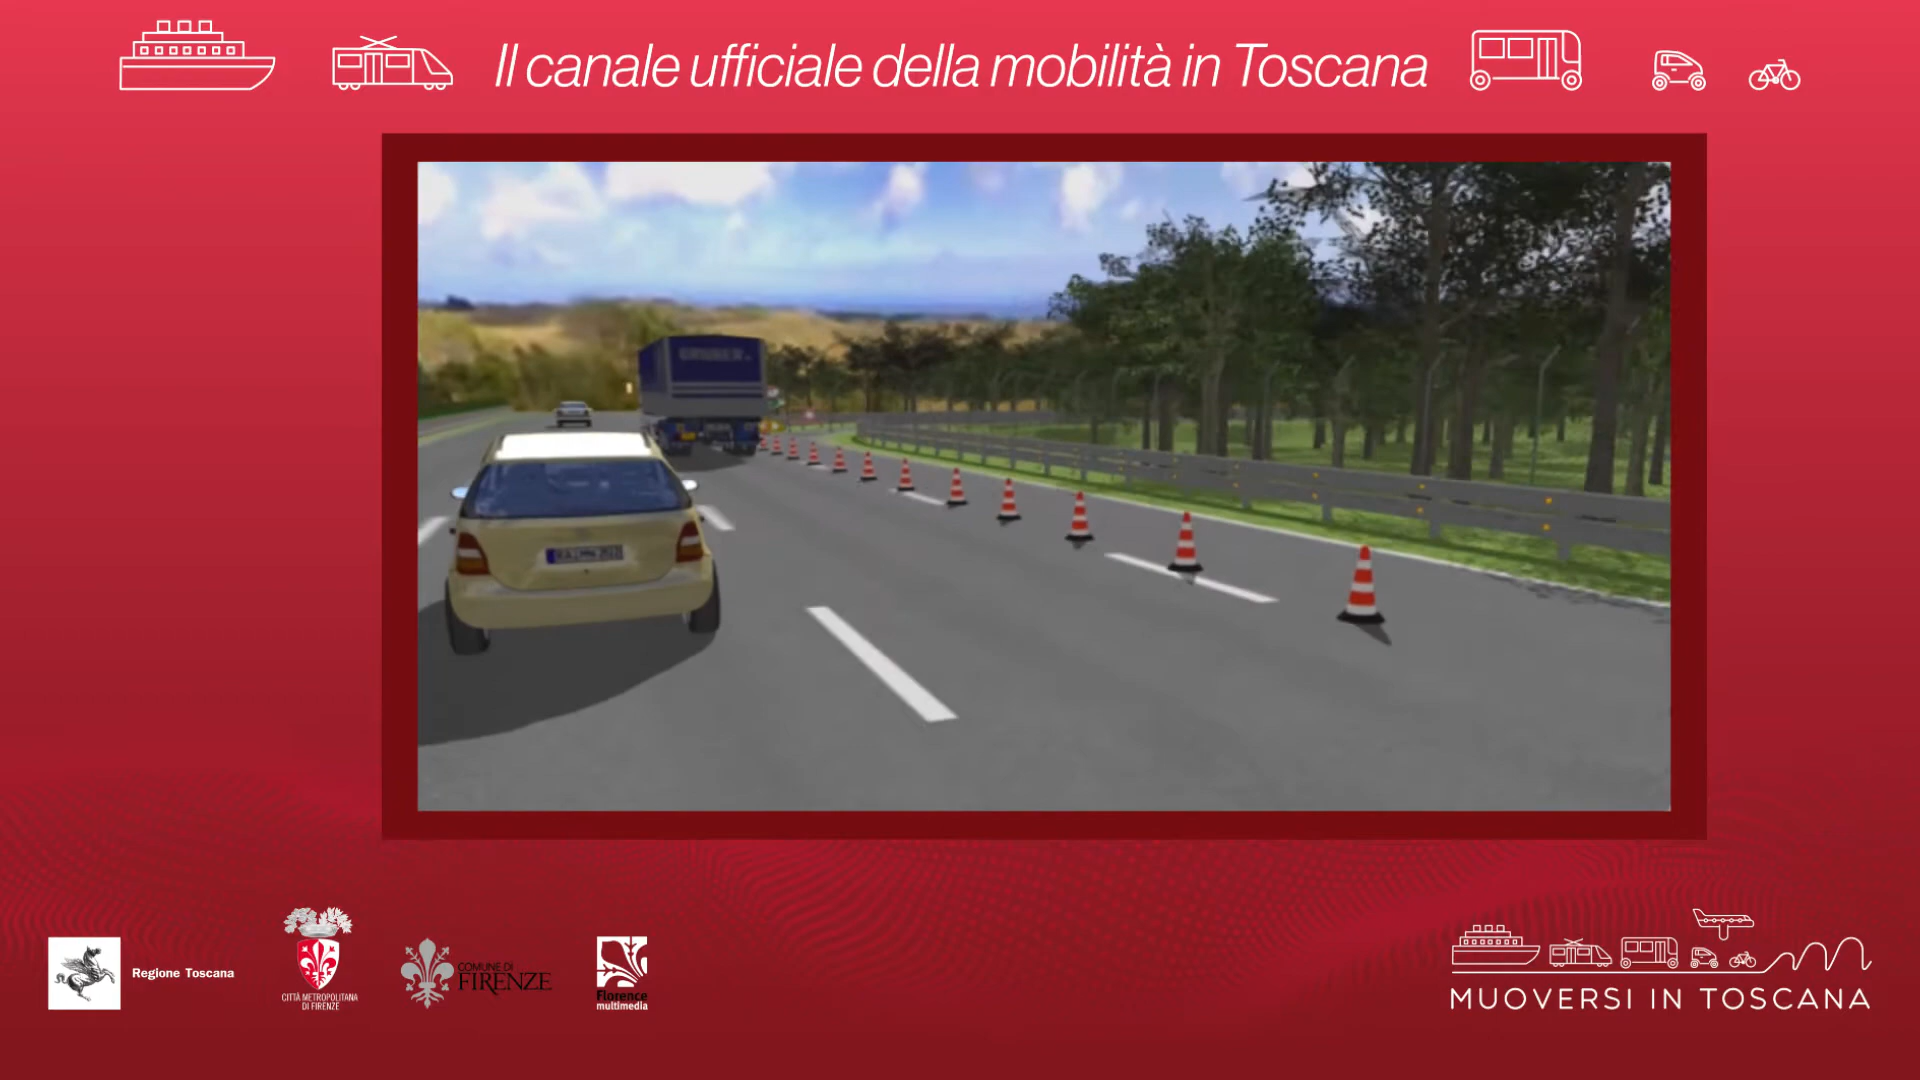 Il canale ufficiale della mobilità in Toscana
Regione Toscana
CITTÀ METROPOLITANA
DI FIRENZE
COMUNE DI
FIRENZE
Florence
multimedia
MUOVERSI IN TOSCANA